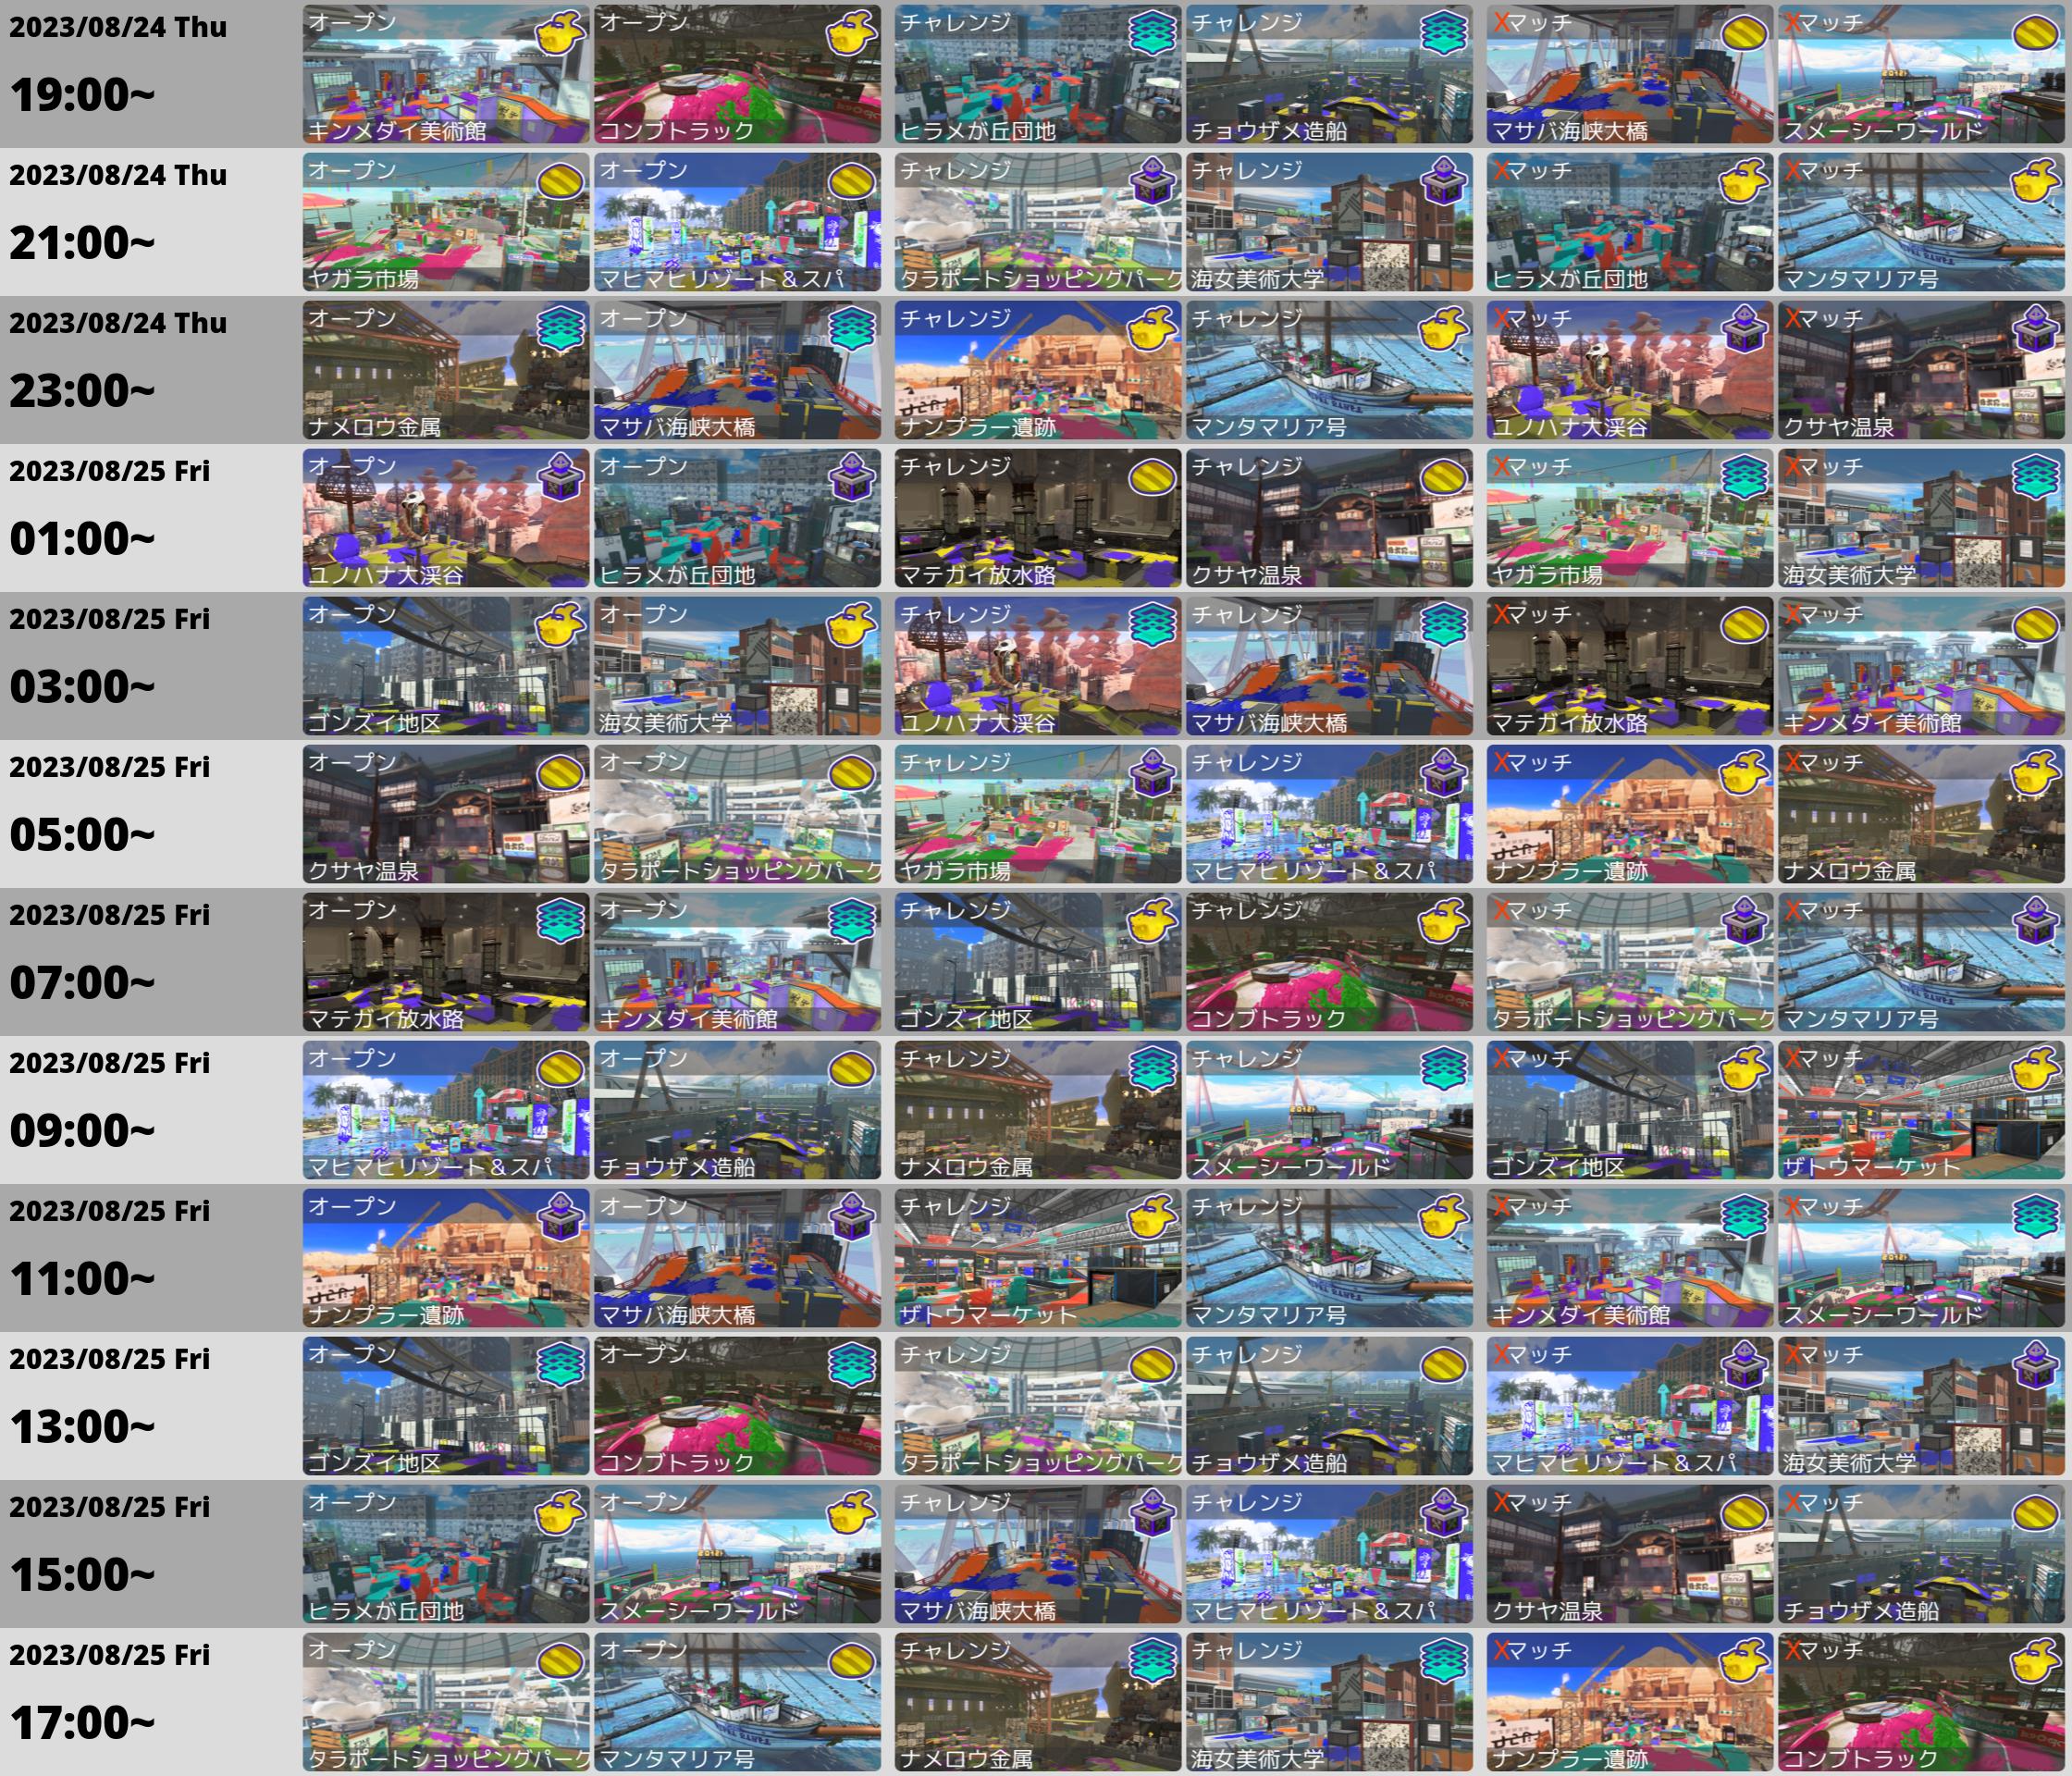 2023/08/24 Thu
19:00~
オープン オープン チャレンジ チャレンジ Xマッチ Xマッチ
キンメダイ美術館 コンブトラック ヒラメが丘団地 チョウザメ造船 マサバ海峡大橋 スメーシーワールド
2023/08/24 Thu
21:00~
オープン オープン チャレンジ チャレンジ Xマッチ Xマッチ
ヤガラ市場 マヒマヒリゾート&スパ タラポートショッピングパーク 海女美術大学 ヒラメが丘団地 マンタマリア号
2023/08/24 Thu
23:00~
オープン オープン チャレンジ チャレンジ Xマッチ Xマッチ
ナメロウ金属 マサバ海峡大橋 ナンプラー遺跡 マンタマリア号 ユノハナ大渓谷 クサヤ温泉
2023/08/25 Fri
01:00~
オープン オープン チャレンジ チャレンジ Xマッチ Xマッチ
ユノハナ大渓谷 ヒラメが丘団地 マテガイ放水路 クサヤ温泉 ヤガラ市場 海女美術大学
2023/08/25 Fri
03:00~
オープン オープン チャレンジ チャレンジ Xマッチ Xマッチ
ゴンズイ地区 海女美術大学 ユノハナ大渓谷 マサバ海峡大橋 マテガイ放水路 キンメダイ美術館
2023/08/25 Fri
05:00~
オープン オープン チャレンジ チャレンジ Xマッチ Xマッチ
クサヤ温泉 タラポートショッピングパーク ヤガラ市場 マヒマヒリゾート&スパ ナンプラー遺跡 ナメロウ金属
2023/08/25 Fri
07:00~
オープン オープン チャレンジ チャレンジ Xマッチ Xマッチ
マテガイ放水路 キンメダイ美術館 ゴンズイ地区 コンブトラック タラポートショッピングパーク マンタマリア号
2023/08/25 Fri
09:00~
オープン オープン チャレンジ チャレンジ Xマッチ Xマッチ
マヒマヒリゾート&スパ チョウザメ造船 ナメロウ金属 スメーシーワールド ゴンズイ地区 ザトウマーケット
2023/08/25 Fri
11:00~
オープン オープン チャレンジ チャレンジ Xマッチ Xマッチ
ナンプラー遺跡 マサバ海峡大橋 ザトウマーケット マンタマリア号 キンメダイ美術館 スメーシーワールド
2023/08/25 Fri
13:00~
オープン オープン チャレンジ チャレンジ Xマッチ Xマッチ
ゴンズイ地区 コンブトラック タラポートショッピングパーク チョウザメ造船 マヒマヒリゾート&スパ 海女美術大学
2023/08/25 Fri
15:00~
オープン オープン チャレンジ チャレンジ Xマッチ Xマッチ
ヒラメが丘団地 スメーシーワールド マサバ海峡大橋 マヒマヒリゾート&スパ クサヤ温泉 チョウザメ造船
2023/08/25 Fri
17:00~
オープン オープン チャレンジ チャレンジ Xマッチ Xマッチ
タラポートショッピングパーク マンタマリア号 ナメロウ金属 海女美術大学 ナンプラー遺跡 コンブトラック